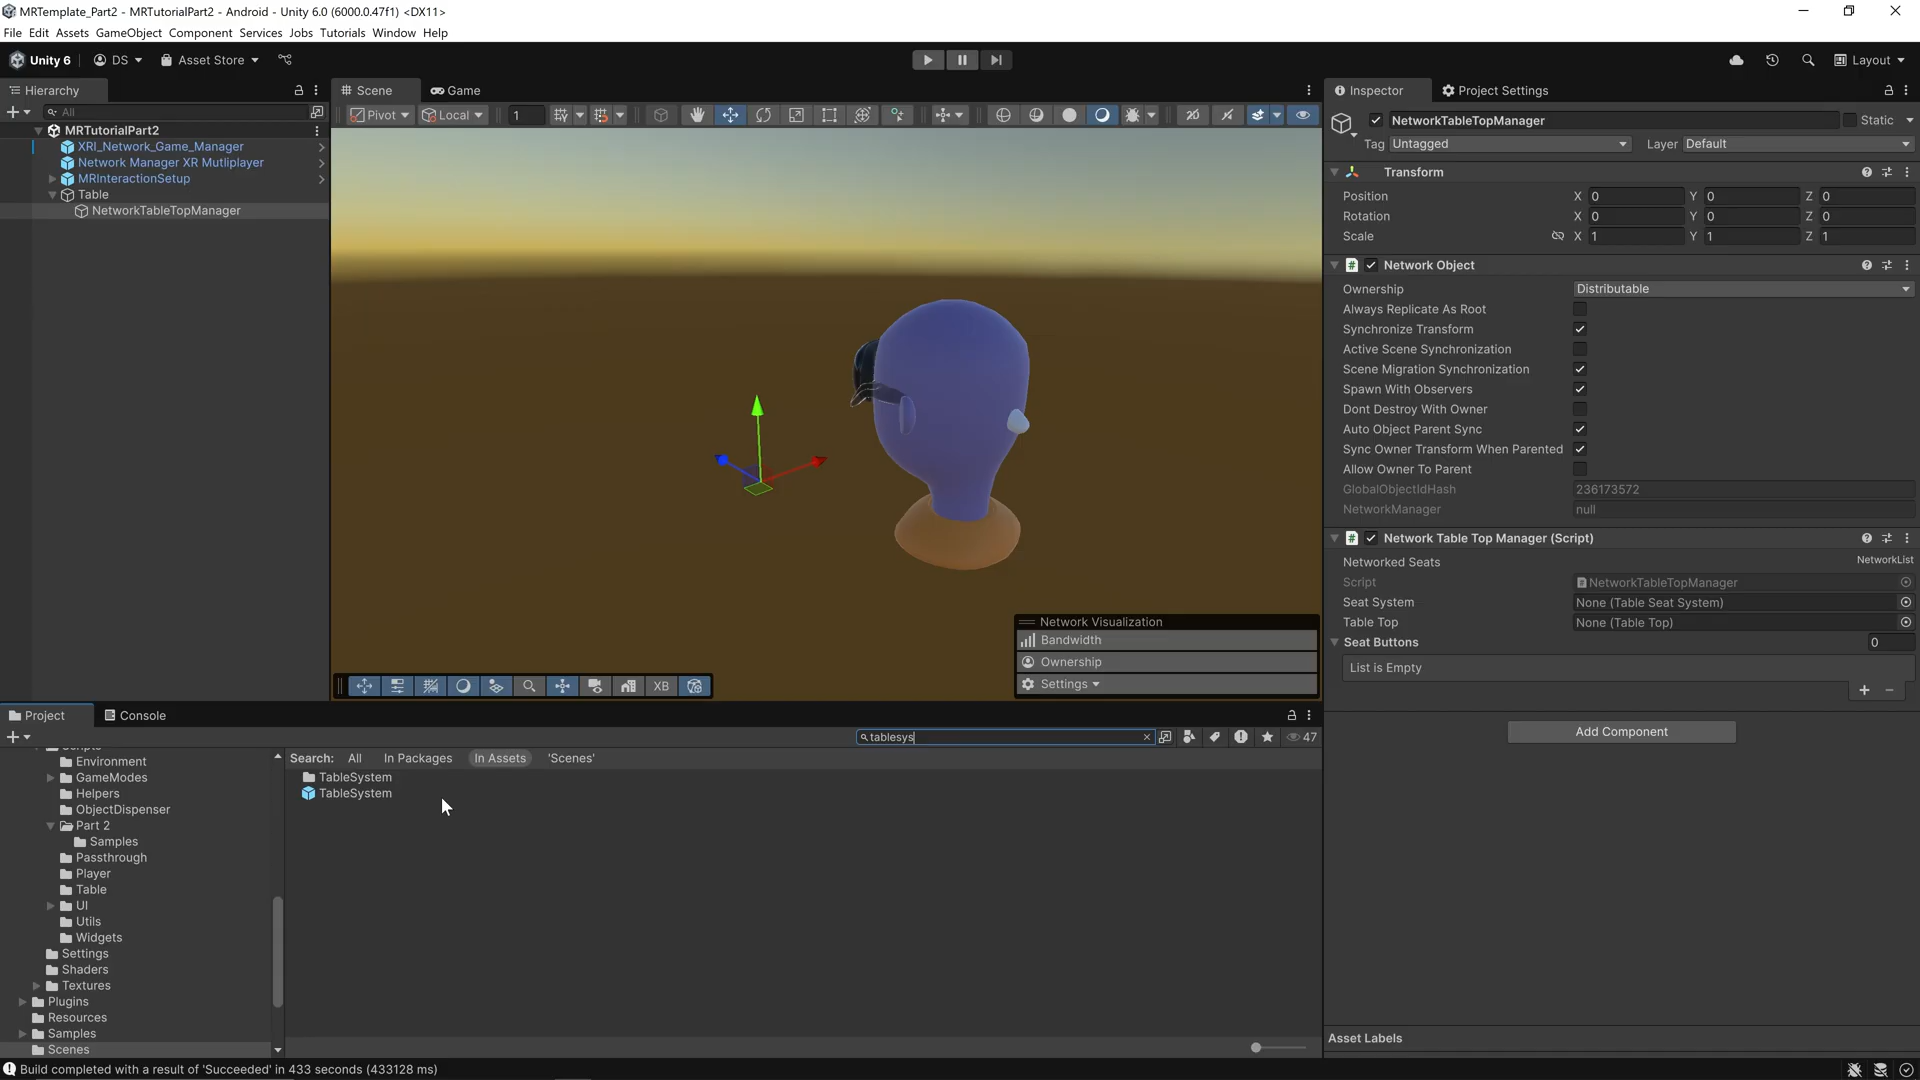 MRTemplate_Part2 - MRTutorialPart2 - Android - Unity 6.0 (6000.0.47f1) <DX11>
File Edit Assets GameObject Component Services Jobs Tutorials Window Help
Unity 6 DS Asset Store Layout
Hierarchy
All
MRTutorialPart2
XRI_Network_Game_Manager
Network Manager XR Mutliplayer
MRInteractionSetup
Table
NetworkTableTopManager
Scene Game
Pivot Local 1
Network Visualization
Bandwidth
Ownership
Settings
XB
Inspector Project Settings
NetworkTableTopManager Static
Tag Untagged Layer Default
Transform
Position X 0 Y 0 Z 0
Rotation X 0 Y 0 Z 0
Scale X 1 Y 1 Z 1
Network Object
Ownership Distributable
Always Replicate As Root
Synchronize Transform
Active Scene Synchronization
Scene Migration Synchronization
Spawn With Observers
Dont Destroy With Owner
Auto Object Parent Sync
Sync Owner Transform When Parented
Allow Owner To Parent
GlobalObjectIdHash 236173572
NetworkManager null
Network Table Top Manager (Script)
Networked Seats NetworkList
Script NetworkTableTopManager
Seat System None (Table Seat System)
Table Top None (Table Top)
Seat Buttons 0
List is Empty
Add Component
Asset Labels
Project Console
tablesys 47
Scripts
Environment
GameModes
Helpers
ObjectDispenser
Part 2
Samples
Passthrough
Player
Table
UI
Utils
Widgets
Settings
Shaders
Textures
Plugins
Resources
Samples
Scenes
Search: All In Packages In Assets 'Scenes'
TableSystem
TableSystem
Build completed with a result of 'Succeeded' in 433 seconds (433128 ms)